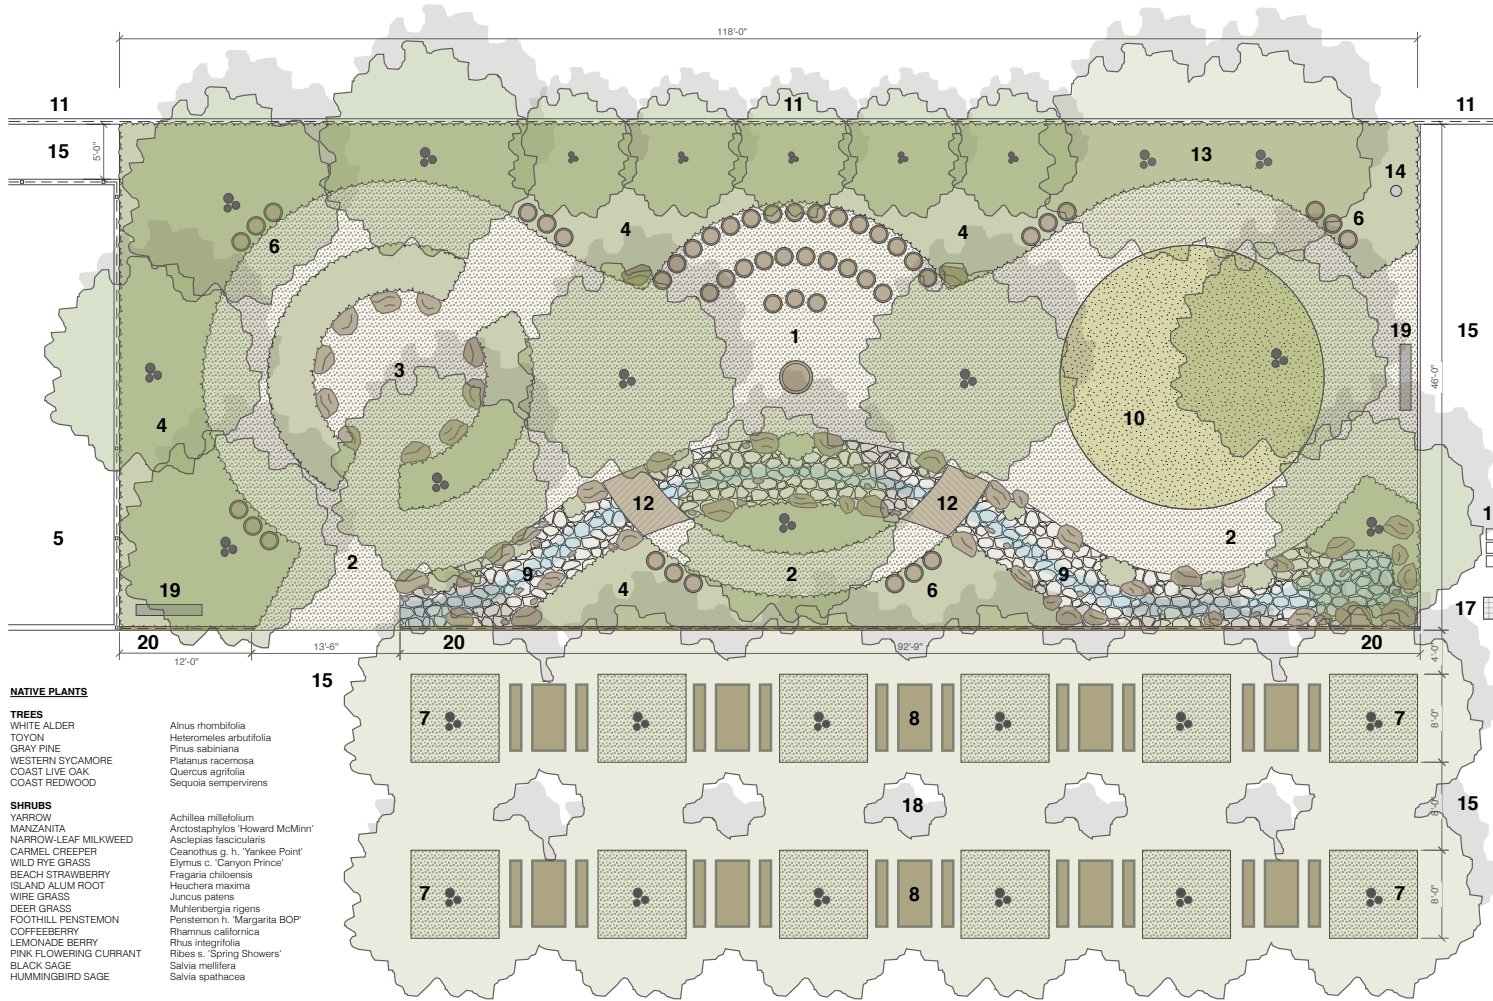 118'-0"
11
11
11
15
5'-0"
13
14
6
4
4
6
1
19
15
3
46'-0"
4
10
12
12
1
5
2
2
9
2
9
4
6
19
17
20
20
20
12'-0"
13'-6"
92'-9"
4'-0"
15
7
8
7
8'-0"
18
8'-0"
15
7
8
7
8'-0"
NATIVE PLANTS
TREES
WHITE ALDER Alnus rhombifolia
TOYON Heteromeles arbutifolia
GRAY PINE Pinus sabiniana
WESTERN SYCAMORE Platanus racemosa
COAST LIVE OAK Quercus agrifolia
COAST REDWOOD Sequoia sempervirens
SHRUBS
YARROW Achillea millefolium
MANZANITA Arctostaphylos 'Howard McMinn'
NARROW-LEAF MILKWEED Asclepias fascicularis
CARMEL CREEPER Ceanothus g. h. 'Yankee Point'
WILD RYE GRASS Elymus c. 'Canyon Prince'
BEACH STRAWBERRY Fragaria chiloensis
ISLAND ALUM ROOT Heuchera maxima
WIRE GRASS Juncus patens
DEER GRASS Muhlenbergia rigens
FOOTHILL PENSTEMON Penstemon h. 'Margarita BOP'
COFFEEBERRY Rhamnus californica
LEMONADE BERRY Rhus integrifolia
PINK FLOWERING CURRANT Ribes s. 'Spring Showers'
BLACK SAGE Salvia mellifera
HUMMINGBIRD SAGE Salvia spathacea